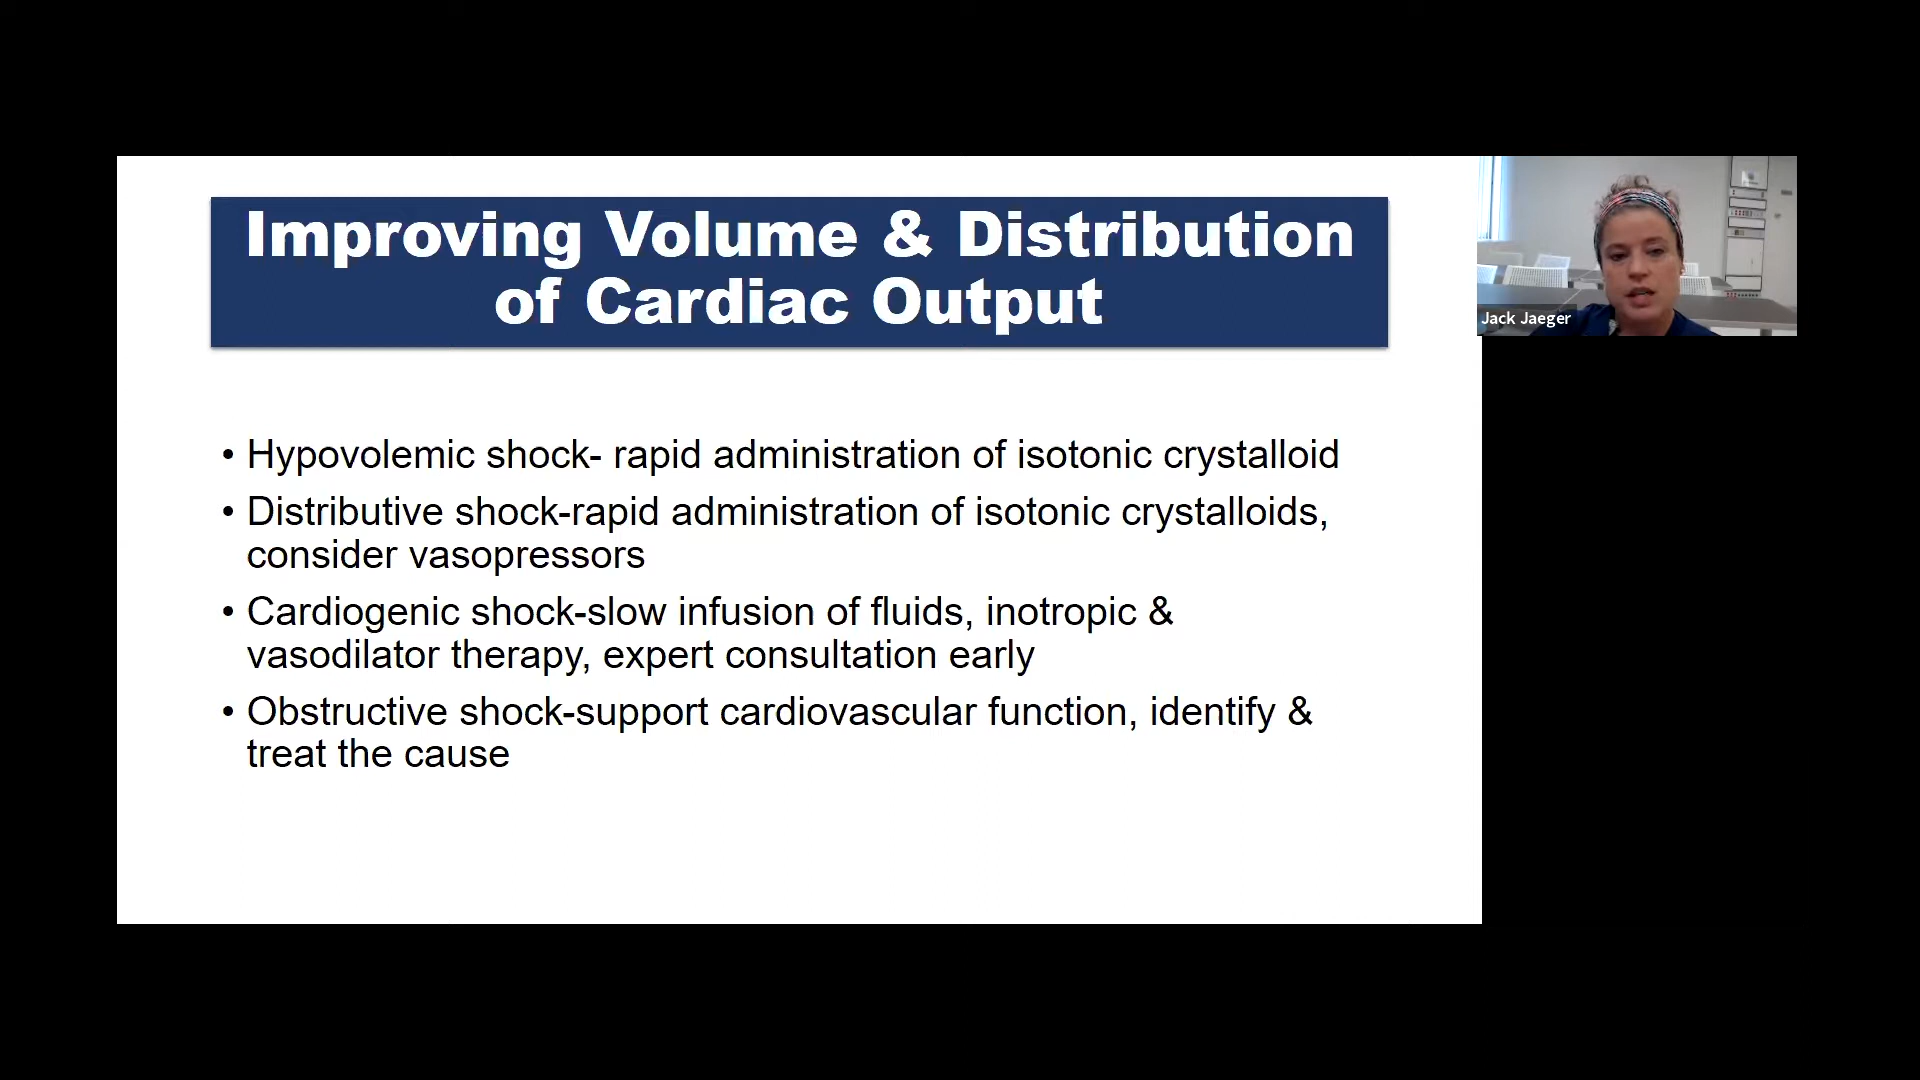 Improving Volume & Distribution
of Cardiac Output
• Hypovolemic shock- rapid administration of isotonic crystalloid
• Distributive shock-rapid administration of isotonic crystalloids,
consider vasopressors
• Cardiogenic shock-slow infusion of fluids, inotropic &
vasodilator therapy, expert consultation early
• Obstructive shock-support cardiovascular function, identify &
treat the cause
Jack Jaeger